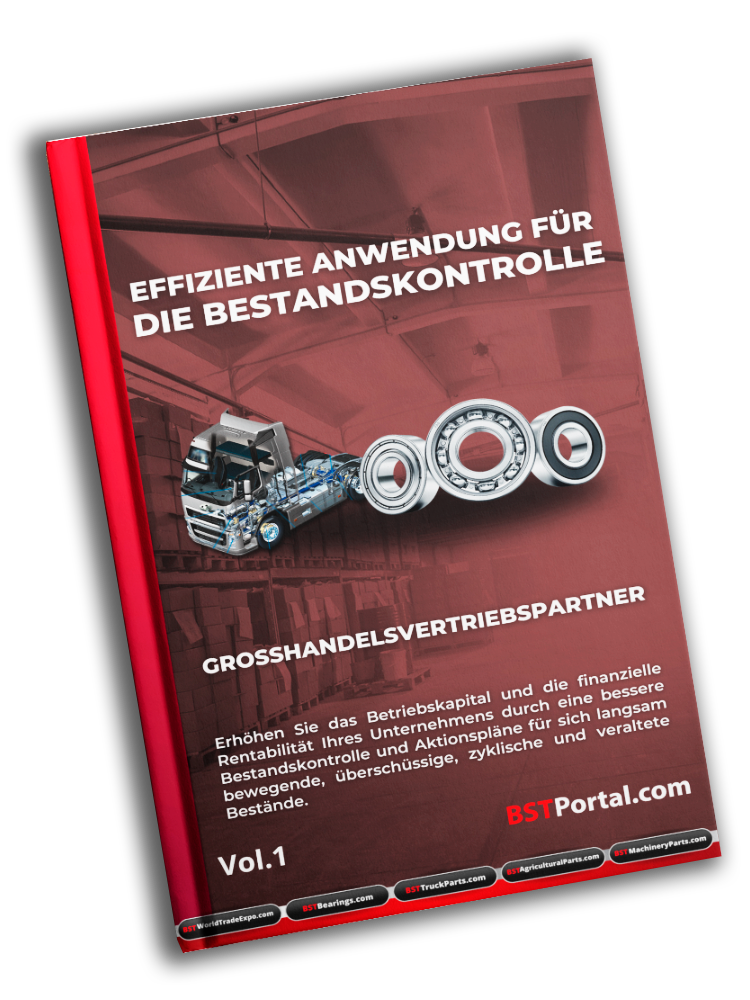 EFFIZIENTE ANWENDUNG FÜR
DIE BESTANDSKONTROLLE
GROSSHANDELSVERTRIEBSPARTNER
Erhöhen Sie das Betriebskapital und die finanzielle
Rentabilität Ihres Unternehmens durch eine bessere
Bestandskontrolle und Aktionspläne für sich langsam
bewegende, überschüssige, zyklische und veraltete
Bestände.
BSTPortal.com
Vol.1
BSTWorldTradeExpo.com
BSTBearings.com
BSTTruckParts.com
BSTAgriculturalParts.com
BSTMachineryParts.com